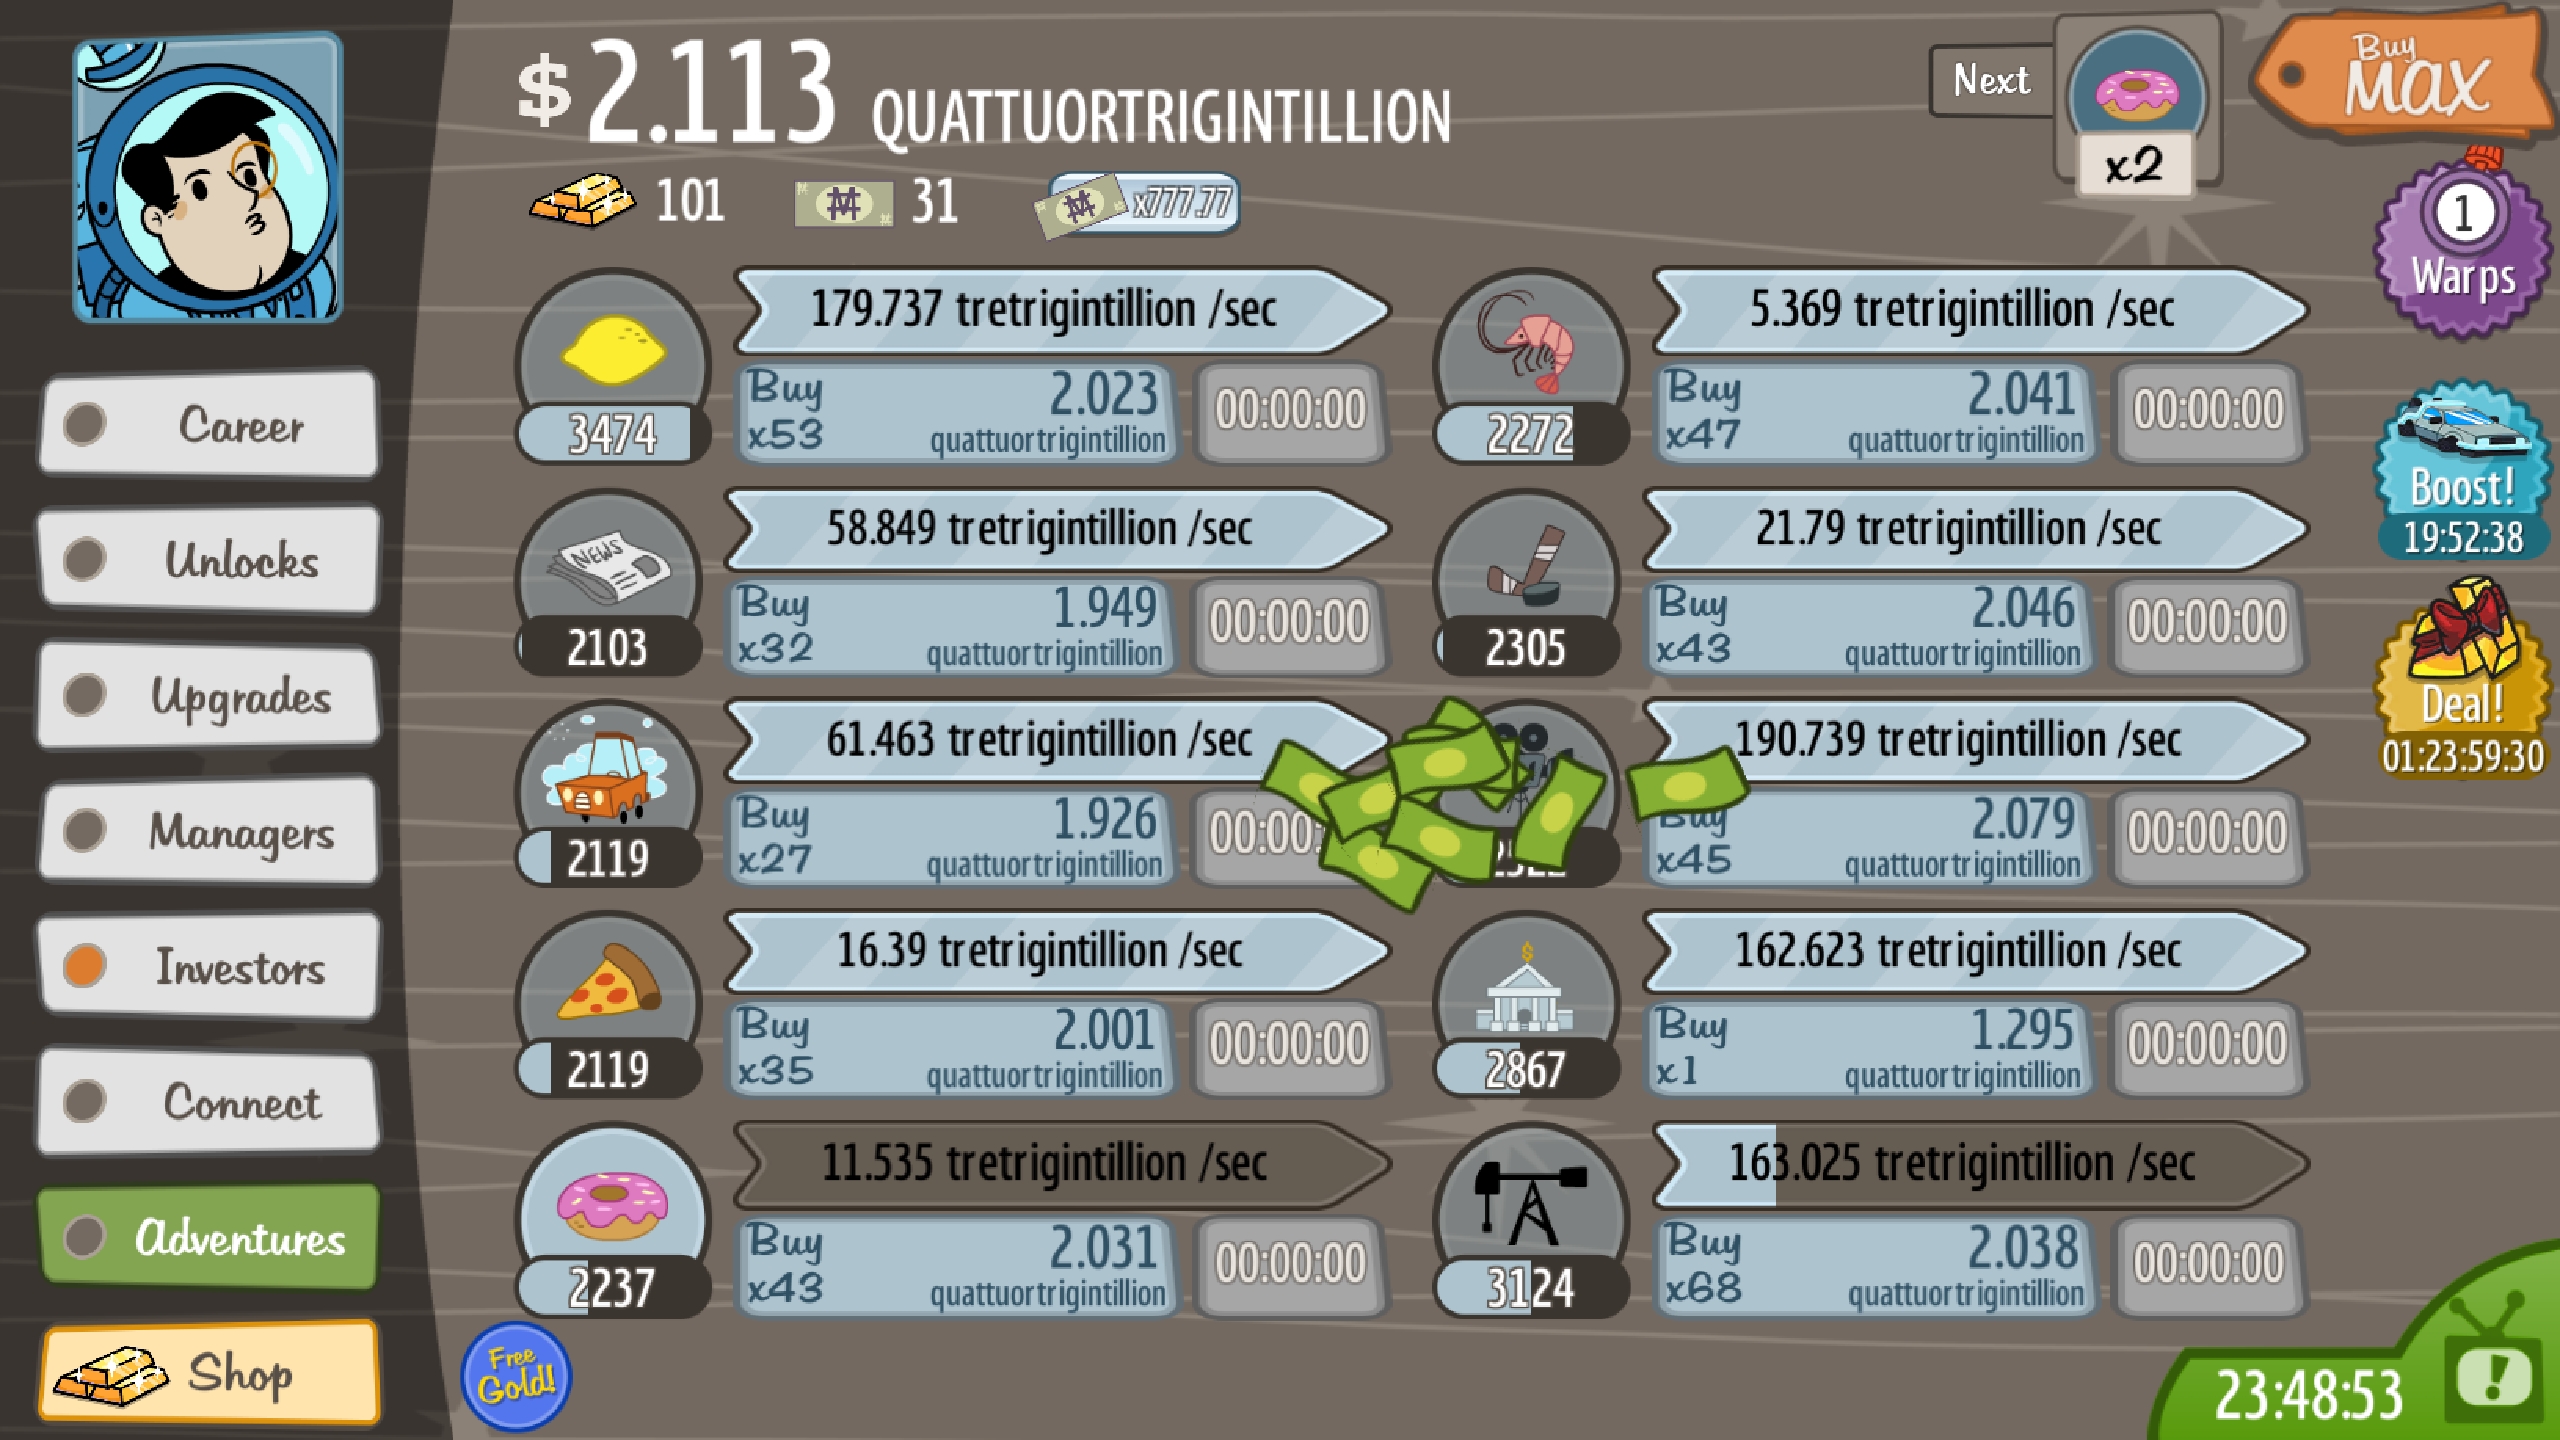 $2.113 QUATTUORTRIGINTILLION
Next
x2
Buy
MAX
101
31
x777.77
1
Warps
Career
Unlocks
Upgrades
Managers
Investors
Connect
Adventures
Shop
179.737 tretrigintillion /sec
3474
Buy
x53
2.023
quattuortrigintillion
00:00:00
5.369 tretrigintillion /sec
2272
Buy
x47
2.041
quattuortrigintillion
00:00:00
Boost!
19:52:38
NEWS
58.849 tretrigintillion /sec
2103
Buy
x32
1.949
quattuortrigintillion
00:00:00
21.79 tretrigintillion /sec
2305
Buy
x43
2.046
quattuortrigintillion
00:00:00
Deal!
01:23:59:30
61.463 tretrigintillion /sec
2119
Buy
x27
1.926
quattuortrigintillion
00:00:
190.739 tretrigintillion /sec
Buy
x45
2.079
quattuortrigintillion
00:00:00
16.39 tretrigintillion /sec
2119
Buy
x35
2.001
quattuortrigintillion
00:00:00
$
162.623 tretrigintillion /sec
2867
Buy
x1
1.295
quattuortrigintillion
00:00:00
11.535 tretrigintillion /sec
2237
Buy
x43
2.031
quattuortrigintillion
00:00:00
163.025 tretrigintillion /sec
3124
Buy
x68
2.038
quattuortrigintillion
00:00:00
Free
Gold!
23:48:53
!